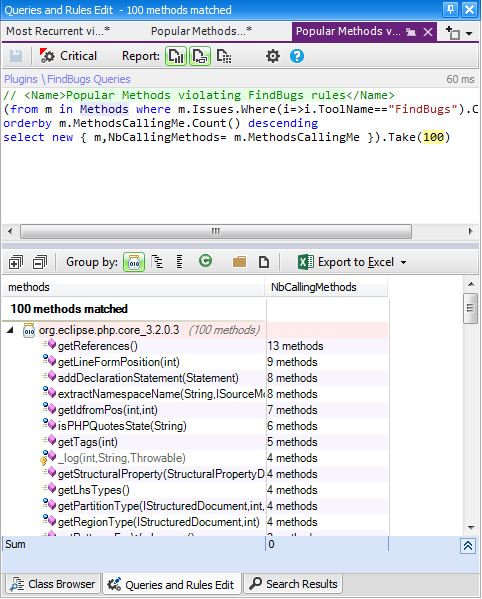 Queries and Rules Edit - 100 methods matched
Most Recurrent vi...* Popular Methods...* Popular Methods v...
Critical Report:
Plugins \ FindBugs Queries 60 ms
// <Name>Popular Methods violating FindBugs rules</Name>
(from m in Methods where m.Issues.Where(i=>i.ToolName=="FindBugs").C
orderby m.MethodsCallingMe.Count() descending
select new { m,NbCallingMethods= m.MethodsCallingMe }).Take(100)
Group by: Export to Excel
methods NbCallingMethods
100 methods matched
org.eclipse.php.core_3.2.0.3 (100 methods)
getReferences() 13 methods
getLineFormPosition(int) 9 methods
addDeclarationStatement(Statement) 8 methods
extractNamespaceName(String,ISourceMo 8 methods
getIdfromPos(int,int) 7 methods
isPHPQuotesState(String) 6 methods
getTags(int) 5 methods
_log(int,String,Throwable) 4 methods
getStructuralProperty(StructuralPropertyD 4 methods
getLhsTypes() 4 methods
getPartitionType(IStructuredDocument,int, 4 methods
getRegionType(IStructuredDocument,int) 4 methods
Sum 0
Class Browser Queries and Rules Edit Search Results